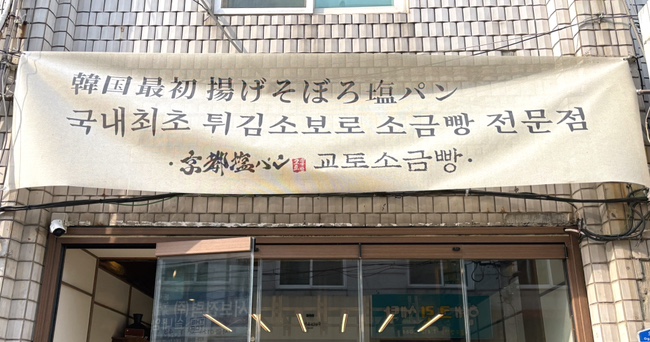 韓国最初 揚げそぼろ塩パン
국내최초 튀김소보로 소금빵 전문점
·京都塩パン 교토소금빵·